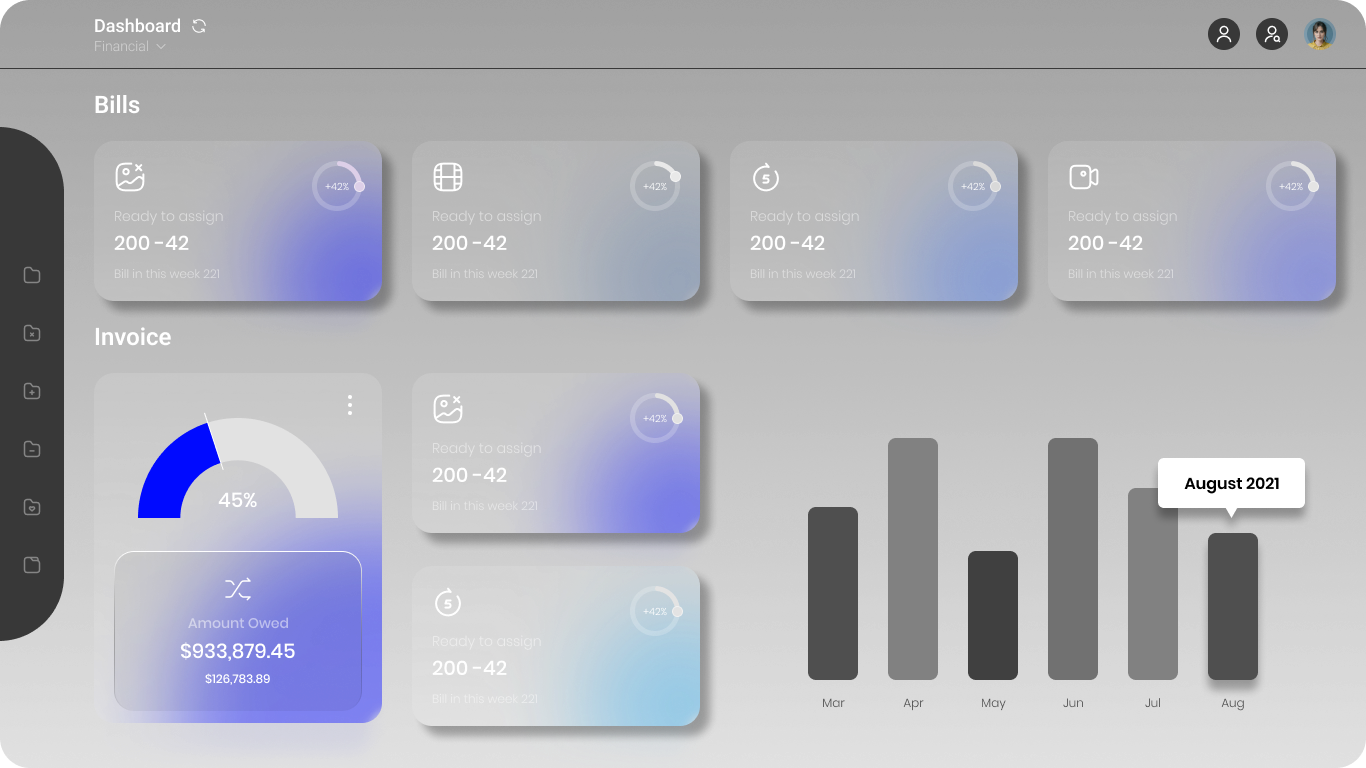 Dashboard
Financial
Bills
+42%
Ready to assign
200 -42
Bill in this week 221
+42%
Ready to assign
200 -42
Bill in this week 221
5
+42%
Ready to assign
200 -42
Bill in this week 221
+42%
Ready to assign
200 -42
Bill in this week 221
Invoice
45%
Amount Owed
$933,879.45
$126,783.89
+42%
Ready to assign
200 -42
Bill in this week 221
5
+42%
Ready to assign
200 -42
Bill in this week 221
August 2021
Mar Apr May Jun Jul Aug